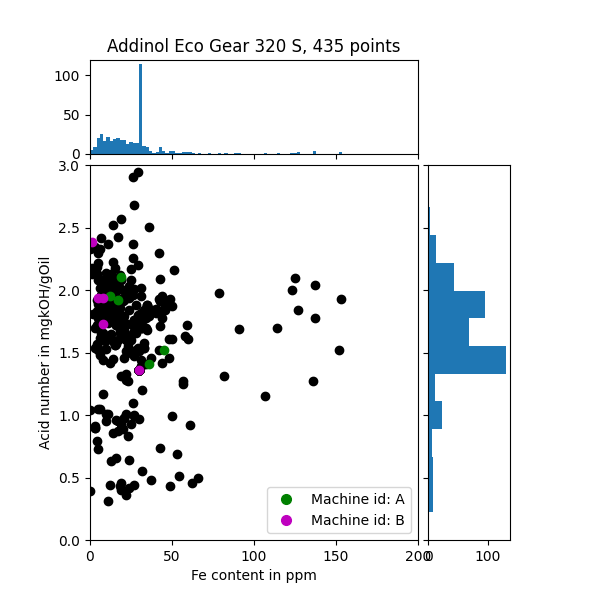 Addinol Eco Gear 320 S, 435 points
100
50
0
3.0
2.5
2.0
1.5
1.0
0.5
0.0
Acid number in mgkOH/gOil
Machine id: A
Machine id: B
0 50 100 150 200
0 100
Fe content in ppm